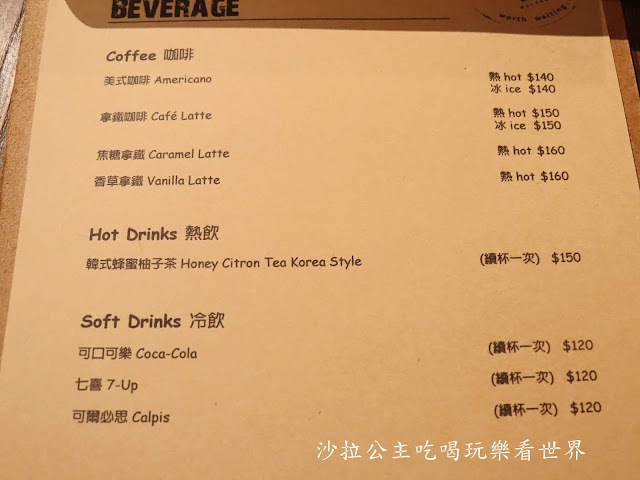 BEVERAGE
worth waiting
Coffee 咖啡
美式咖啡 Americano 熱 hot $140
冰 ice $140
拿鐵咖啡 Café Latte 熱 hot $150
冰 ice $150
焦糖拿鐵 Caramel Latte 熱 hot $160
香草拿鐵 Vanilla Latte 熱 hot $160
Hot Drinks 熱飲
韓式蜂蜜柚子茶 Honey Citron Tea Korea Style (續杯一次) $150
Soft Drinks 冷飲
可口可樂 Coca-Cola (續杯一次) $120
七喜 7-Up (續杯一次) $120
可爾必思 Calpis (續杯一次) $120
沙拉公主吃喝玩樂看世界